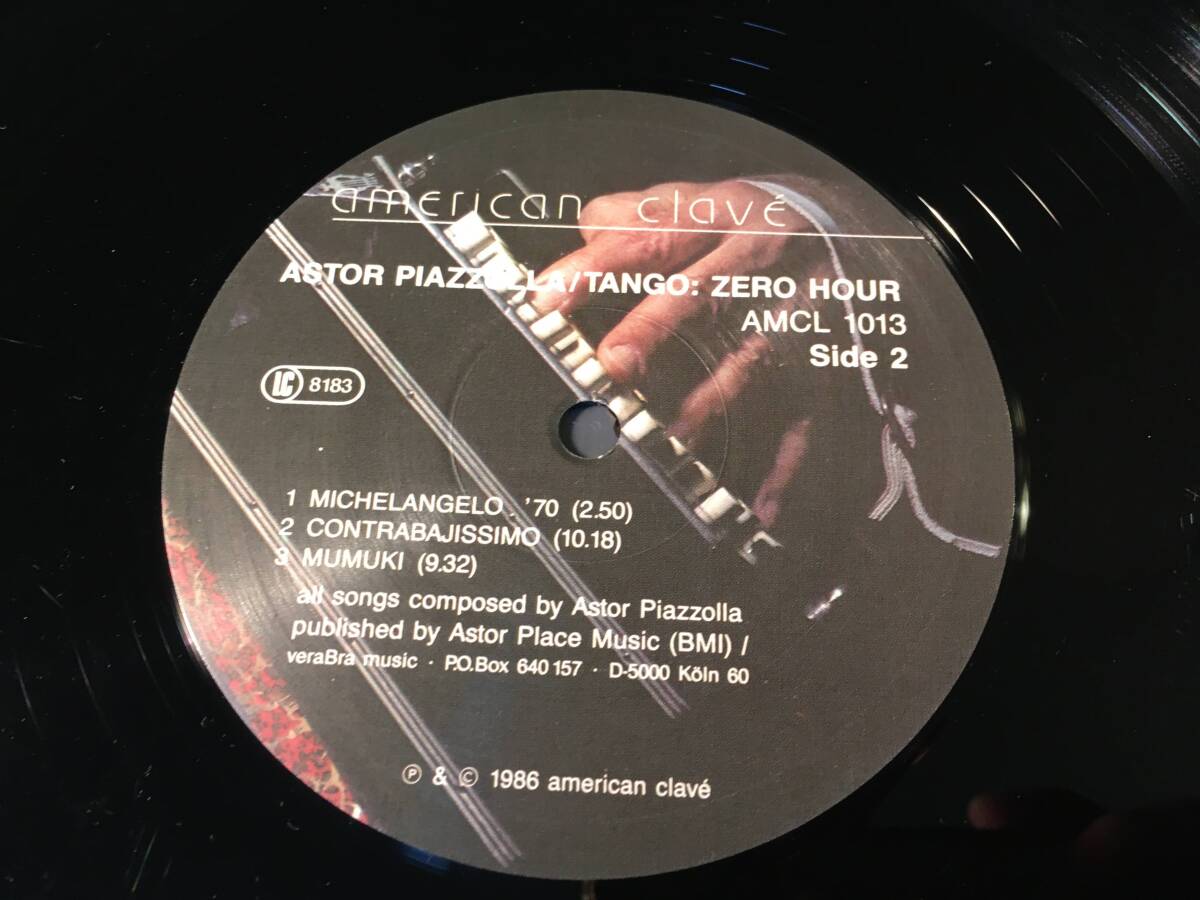 american clavé
ASTOR PIAZZOLLA/TANGO: ZERO HOUR
AMCL 1013
Side 2
LC 8183
1 MICHELANGELO, '70 (2.50)
2 CONTRABAJISSIMO (10.18)
3 MUMUKI (9.32)
all songs composed by Astor Piazzolla
published by Astor Place Music (BMI) /
veraBra music · P.O.Box 640 157 · D-5000 Köln 60
℗ & © 1986 american clavé